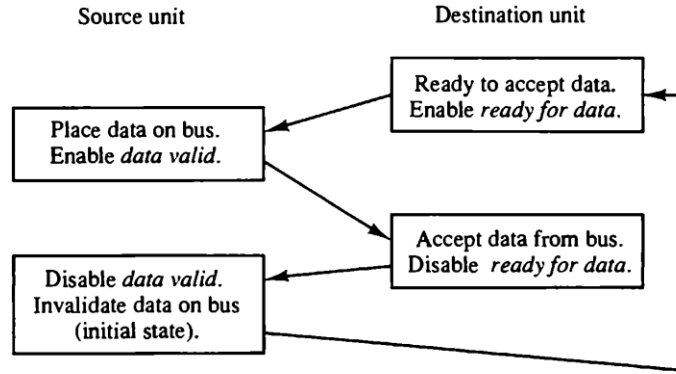 Source unit
Destination unit
Ready to accept data.
Enable ready for data.
Place data on bus.
Enable data valid.
Accept data from bus.
Disable ready for data.
Disable data valid.
Invalidate data on bus
(initial state).